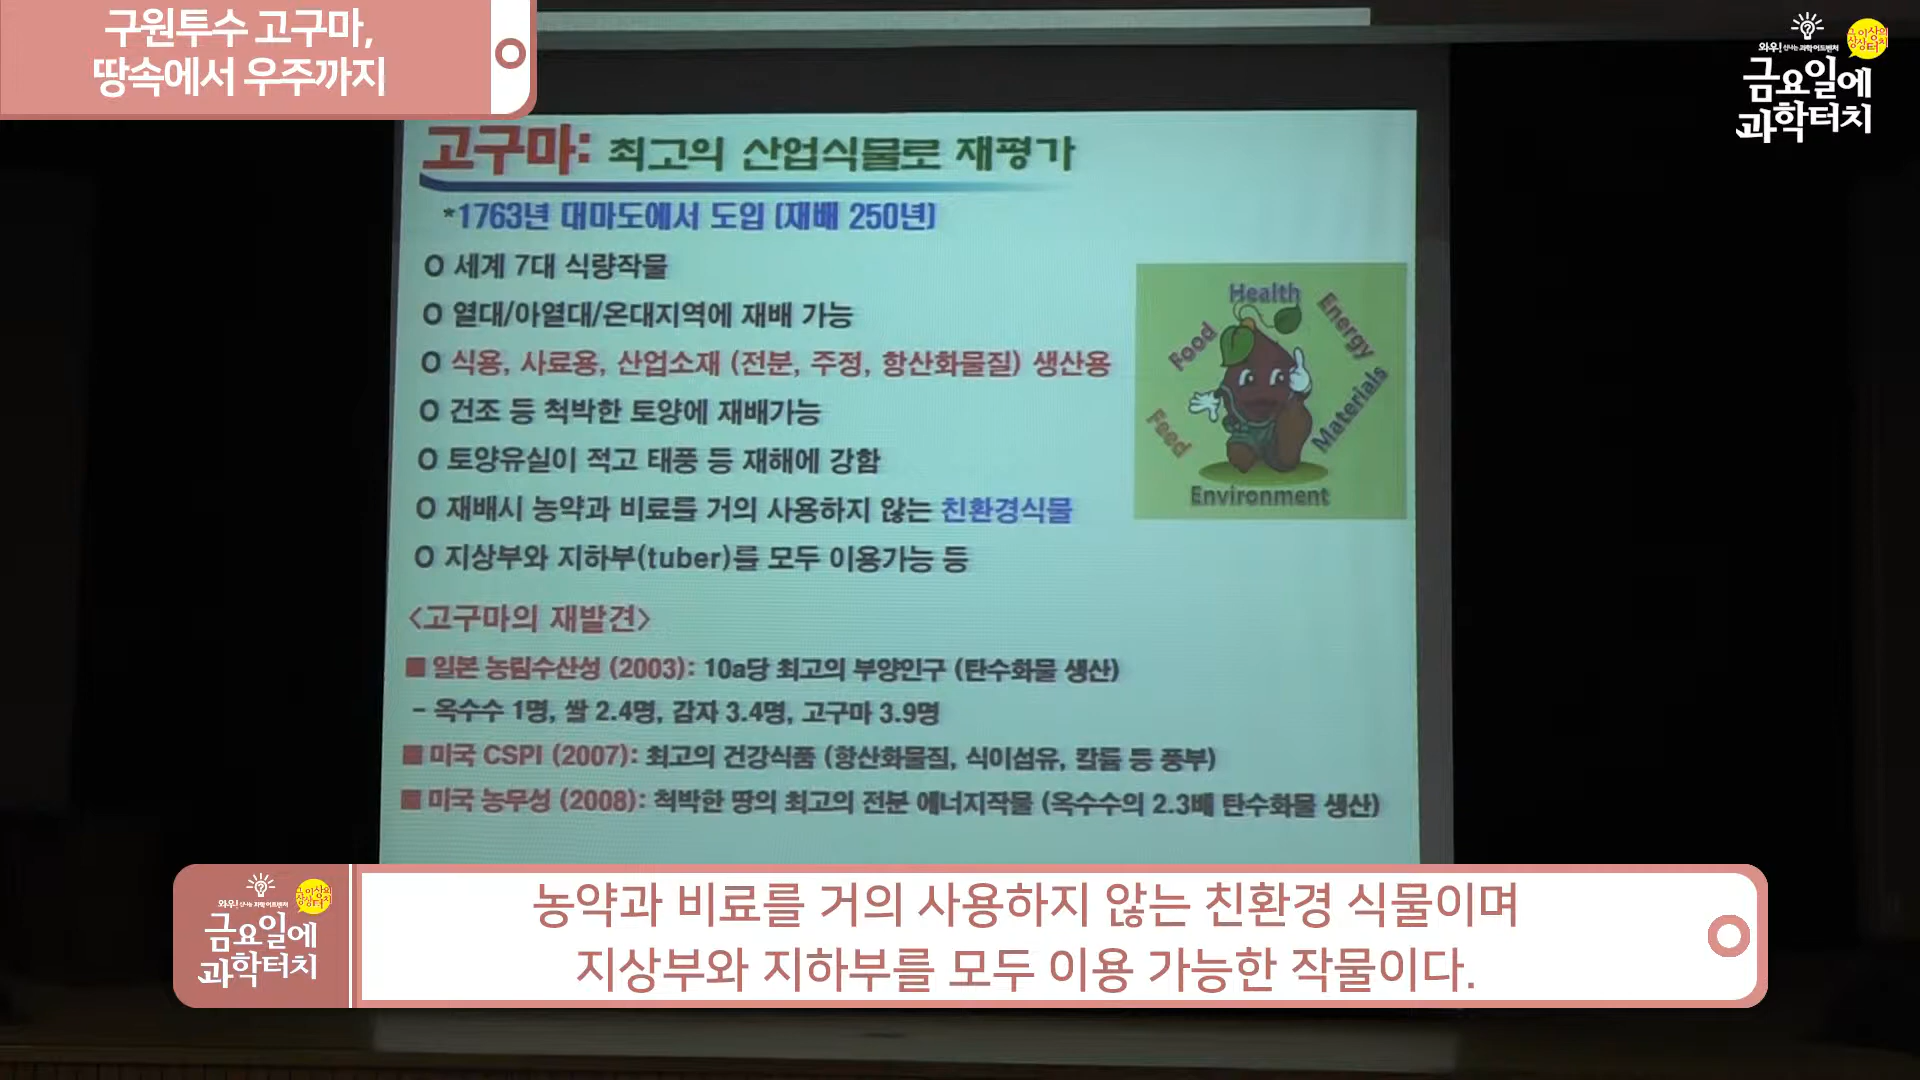 구원투수 고구마,
땅속에서 우주까지
와우! 신나는 과학 어드벤처
금요일에
과학터치
고구마: 최고의 산업식물로 재평가
*1763년 대마도에서 도입 (재배 250년)
O 세계 7대 식량작물
O 열대/아열대/온대지역에 재배 가능
O 식용, 사료용, 산업소재 (전분, 주정, 항산화물질) 생산용
O 건조 등 척박한 토양에 재배가능
O 토양유실이 적고 태풍 등 재해에 강함
O 재배시 농약과 비료를 거의 사용하지 않는 친환경식물
O 지상부와 지하부(tuber)를 모두 이용가능 등
Health
Energy
Food
Materials
Feed
Environment
<고구마의 재발견>
■ 일본 농림수산성 (2003): 10a당 최고의 부양인구 (탄수화물 생산)
- 옥수수 1명, 쌀 2.4명, 감자 3.4명, 고구마 3.9명
■ 미국 CSPI (2007): 최고의 건강식품 (항산화물질, 식이섬유, 칼륨 등 풍부)
■ 미국 농무성 (2008): 척박한 땅의 최고의 전분 에너지작물 (옥수수의 2.3배 탄수화물 생산)
금요일에
과학터치
농약과 비료를 거의 사용하지 않는 친환경 식물이며
지상부와 지하부를 모두 이용 가능한 작물이다.